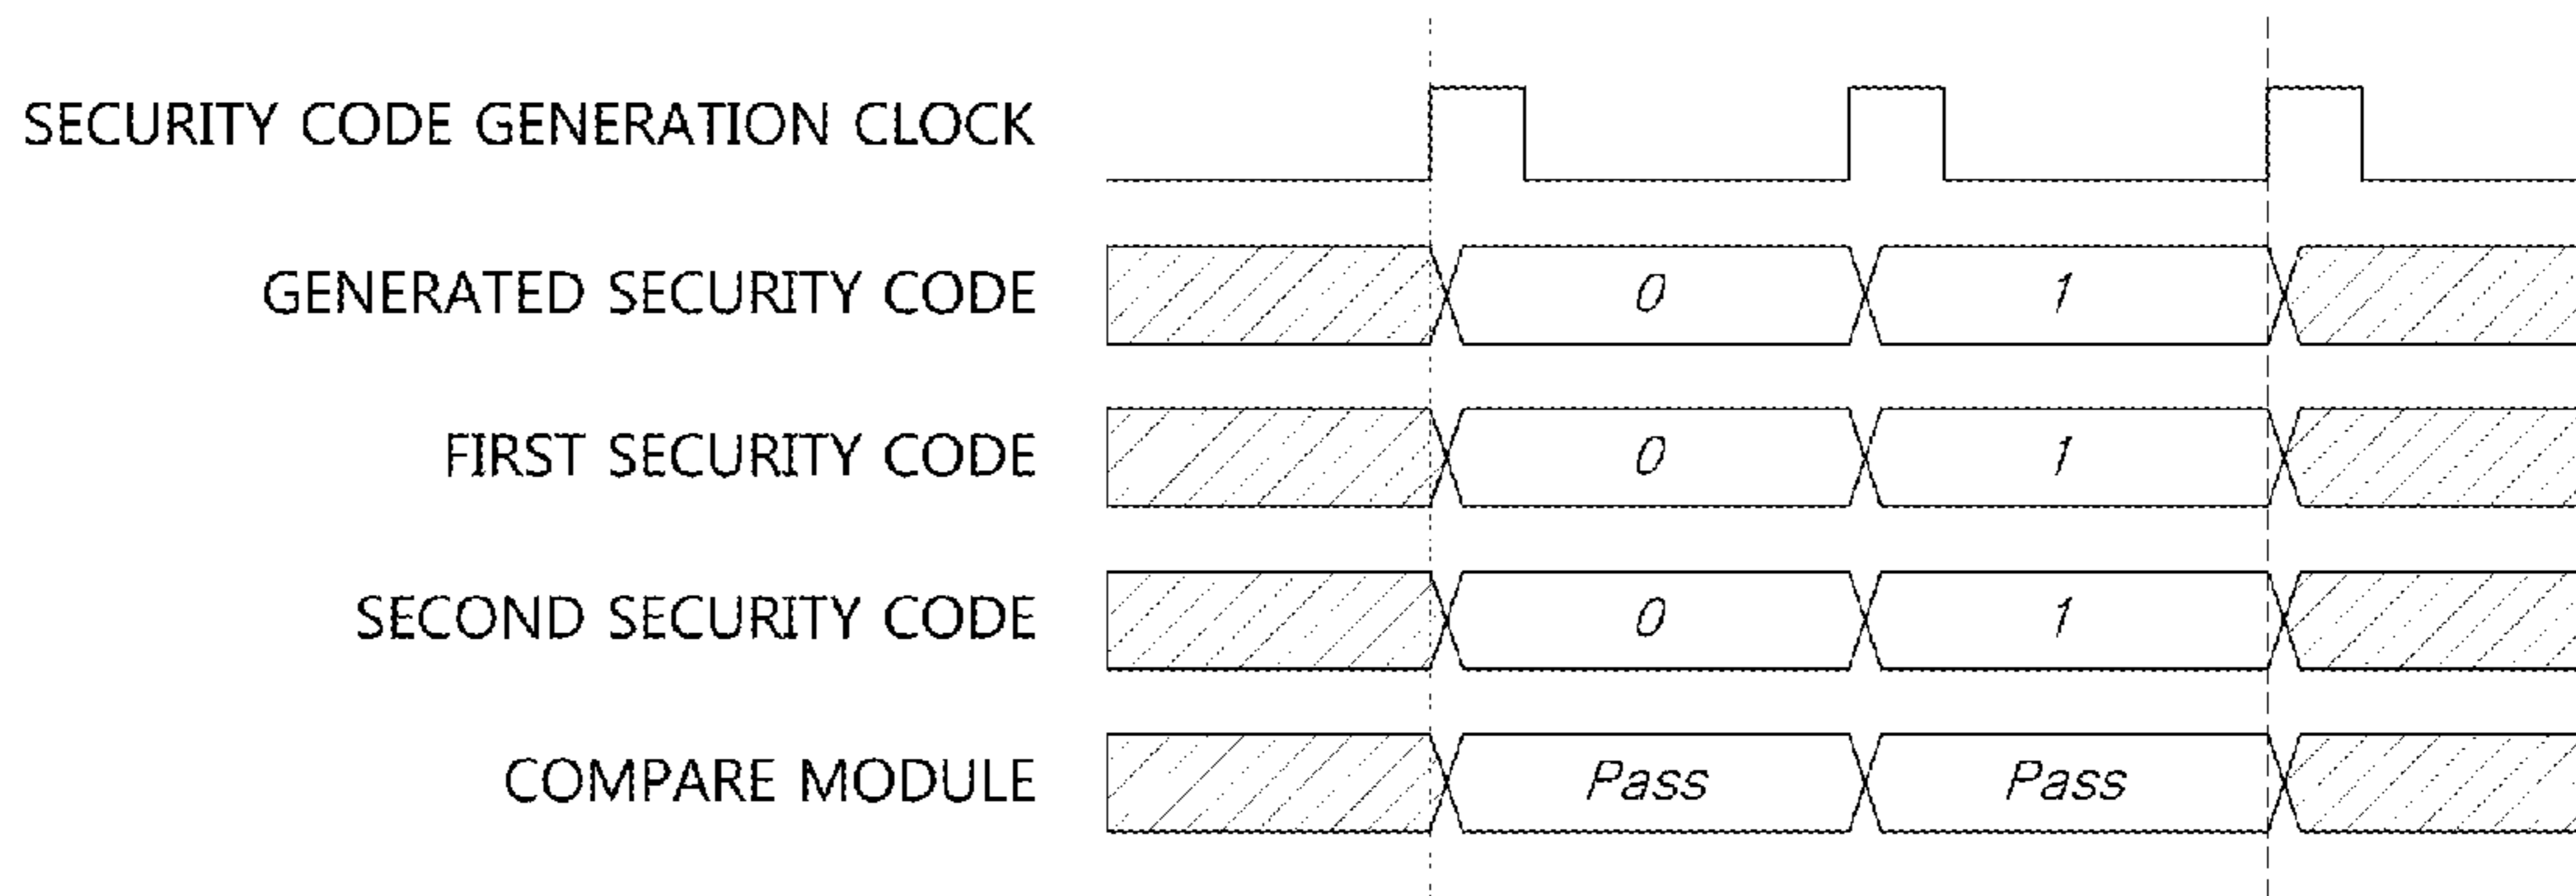 SECURITY CODE GENERATION CLOCK
GENERATED SECURITY CODE 0 1
FIRST SECURITY CODE 0 1
SECOND SECURITY CODE 0 1
COMPARE MODULE Pass Pass